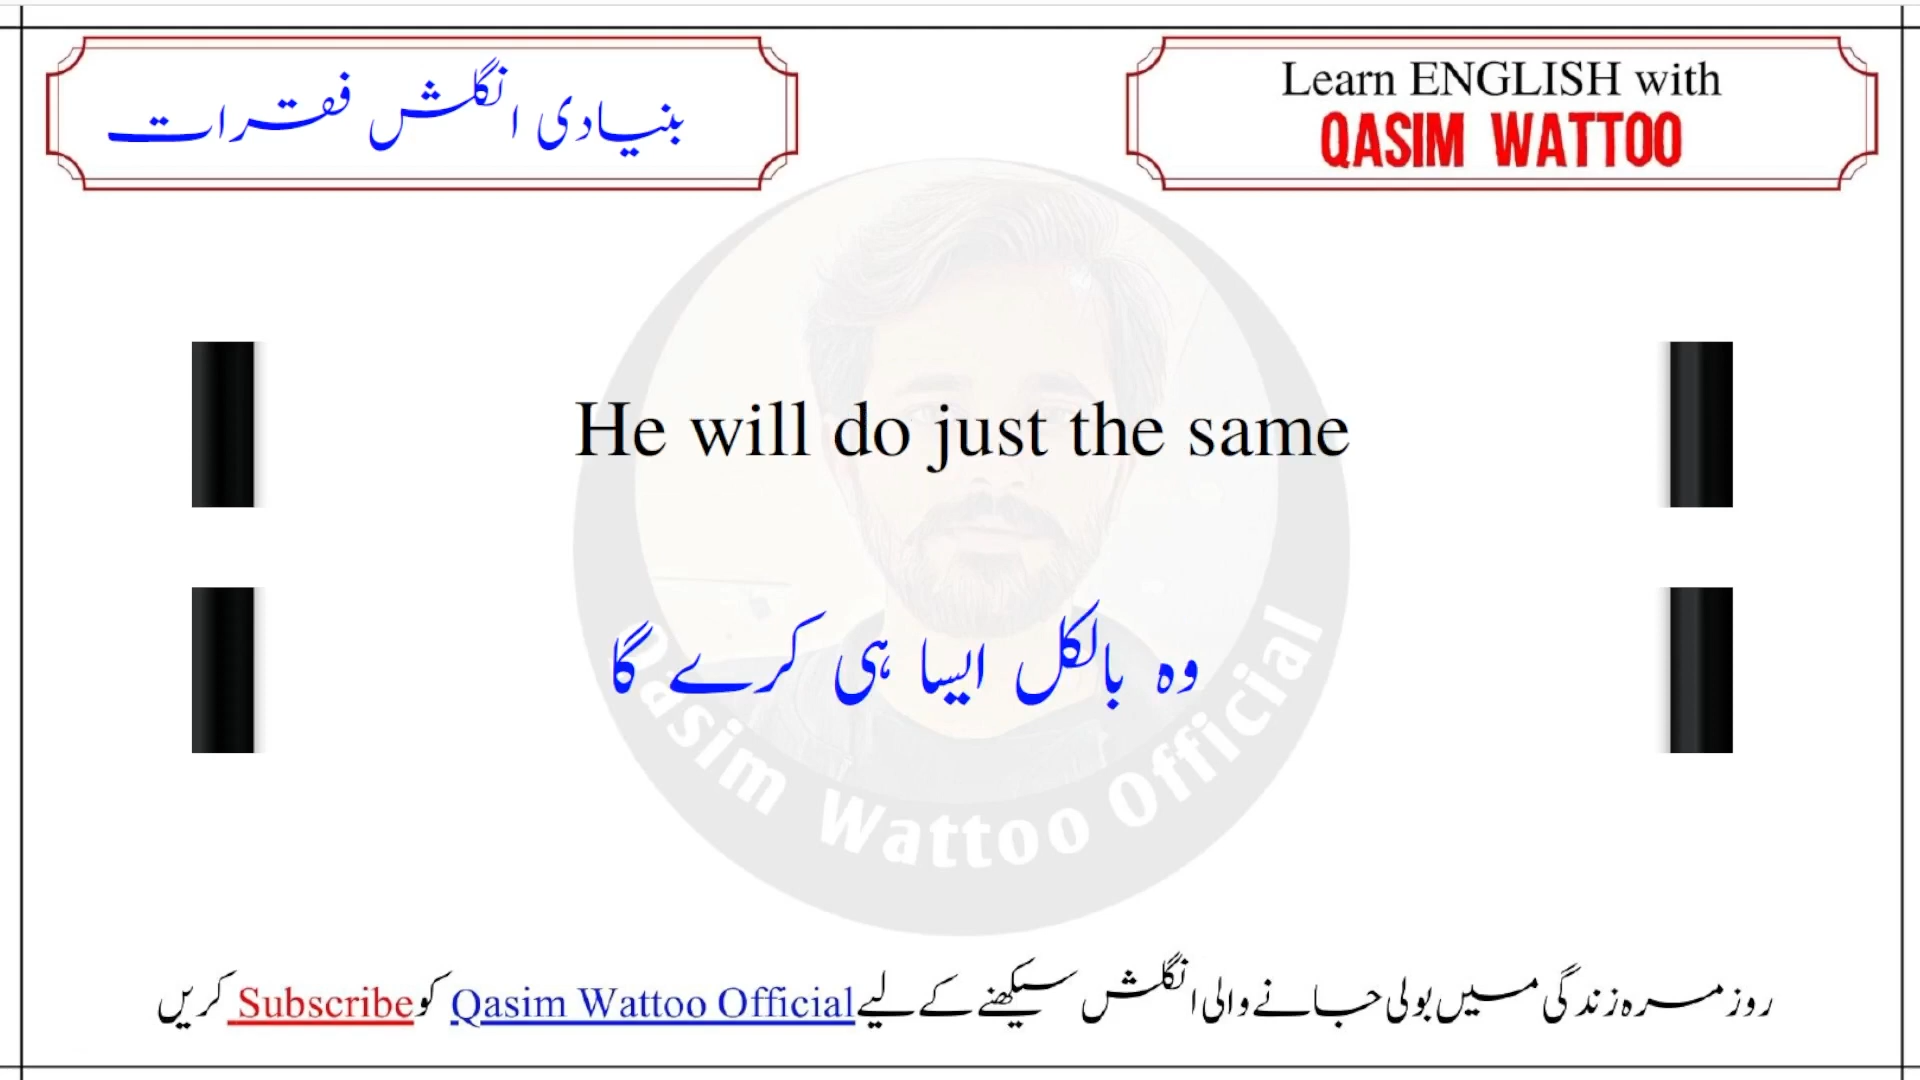 بنیادی انگلش فقرات
Learn ENGLISH with
QASIM WATTOO
He will do just the same
وہ بالکل ایسا ہی کرے گا
Qasim Wattoo Official
روزمرہ زندگی میں بولی جانے والی انگلش سیکھنے کے لیے Qasim Wattoo Official کو Subscribe کریں